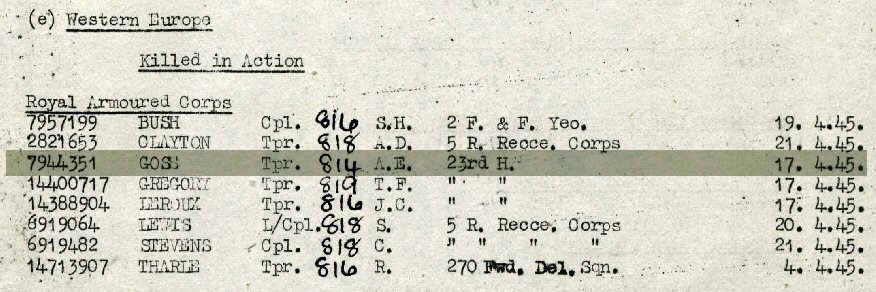 (e) Western Europe
Killed in Action
Royal Armoured Corps
7957199 BUSH Cpl. 816 S.H. 2 F. & F. Yeo. 19. 4.45.
2821653 CLAYTON Tpr. 818 A.D. 5 R. Recce. Corps 21. 4.45.
7944351 GOSS Tpr. 814 A.E. 23rd H. 17. 4.45.
14400717 GREGORY Tpr. 819 T.F. " " 17. 4.45.
14388904 LEROUX Tpr. 816 J.C. " " 17. 4.45.
6919064 LEWIS L/Cpl. 818 S. 5 R. Recce. Corps 20. 4.45.
6919482 STEVENS Cpl. 818 C. " " " " 21. 4.45.
14713907 THARLE Tpr. 816 R. 270 Fwd. Del. Sqn. 4. 4.45.